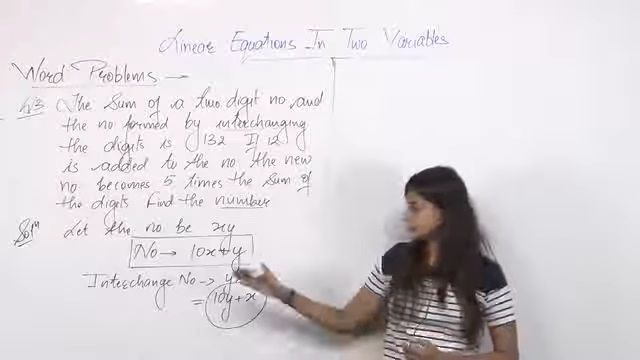 Linear Equations In Two Variables
Word Problems —
Q3 The Sum of a two digit no and
the no formed by interchanging
the digits is 132 If 12
is added to the no the new
no becomes 5 times the Sum of
the digits Find the number
Soln Let the no be xy
No → 10x+y
Interchange No → y
= 10y+x